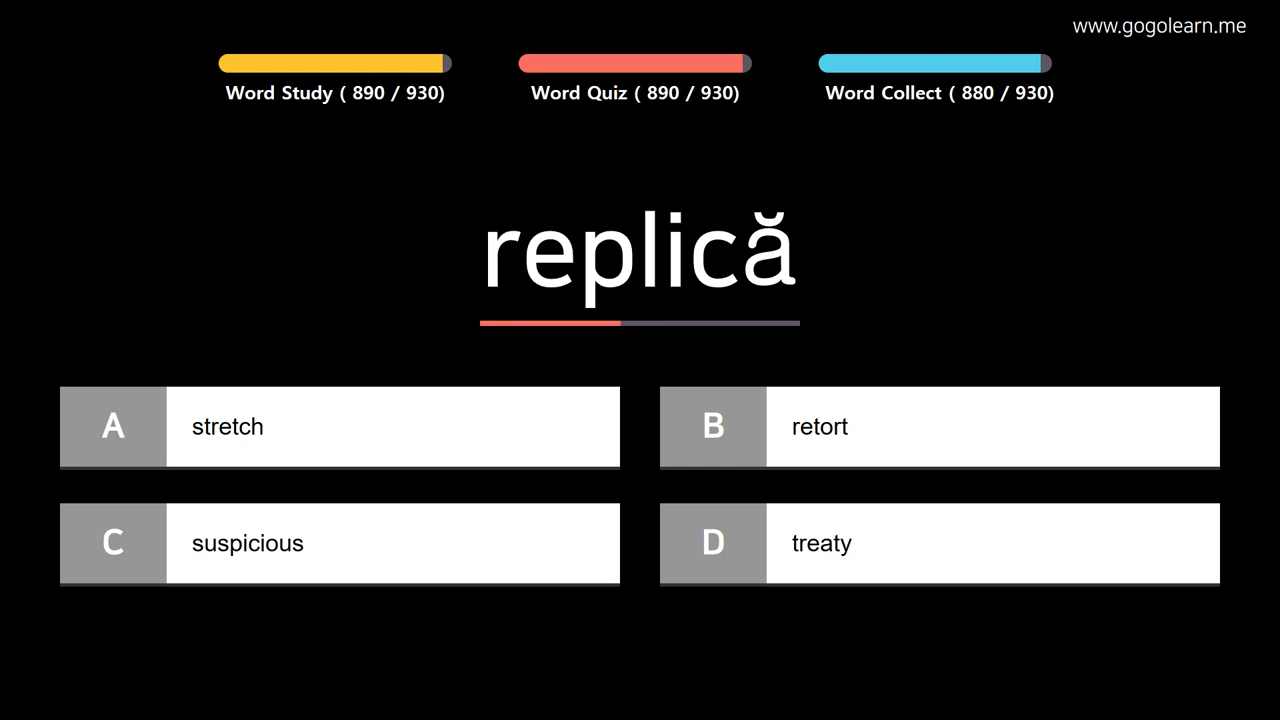 www.gogolearn.me
Word Study ( 890 / 930)
Word Quiz ( 890 / 930)
Word Collect ( 880 / 930)
replică
A stretch
B retort
C suspicious
D treaty